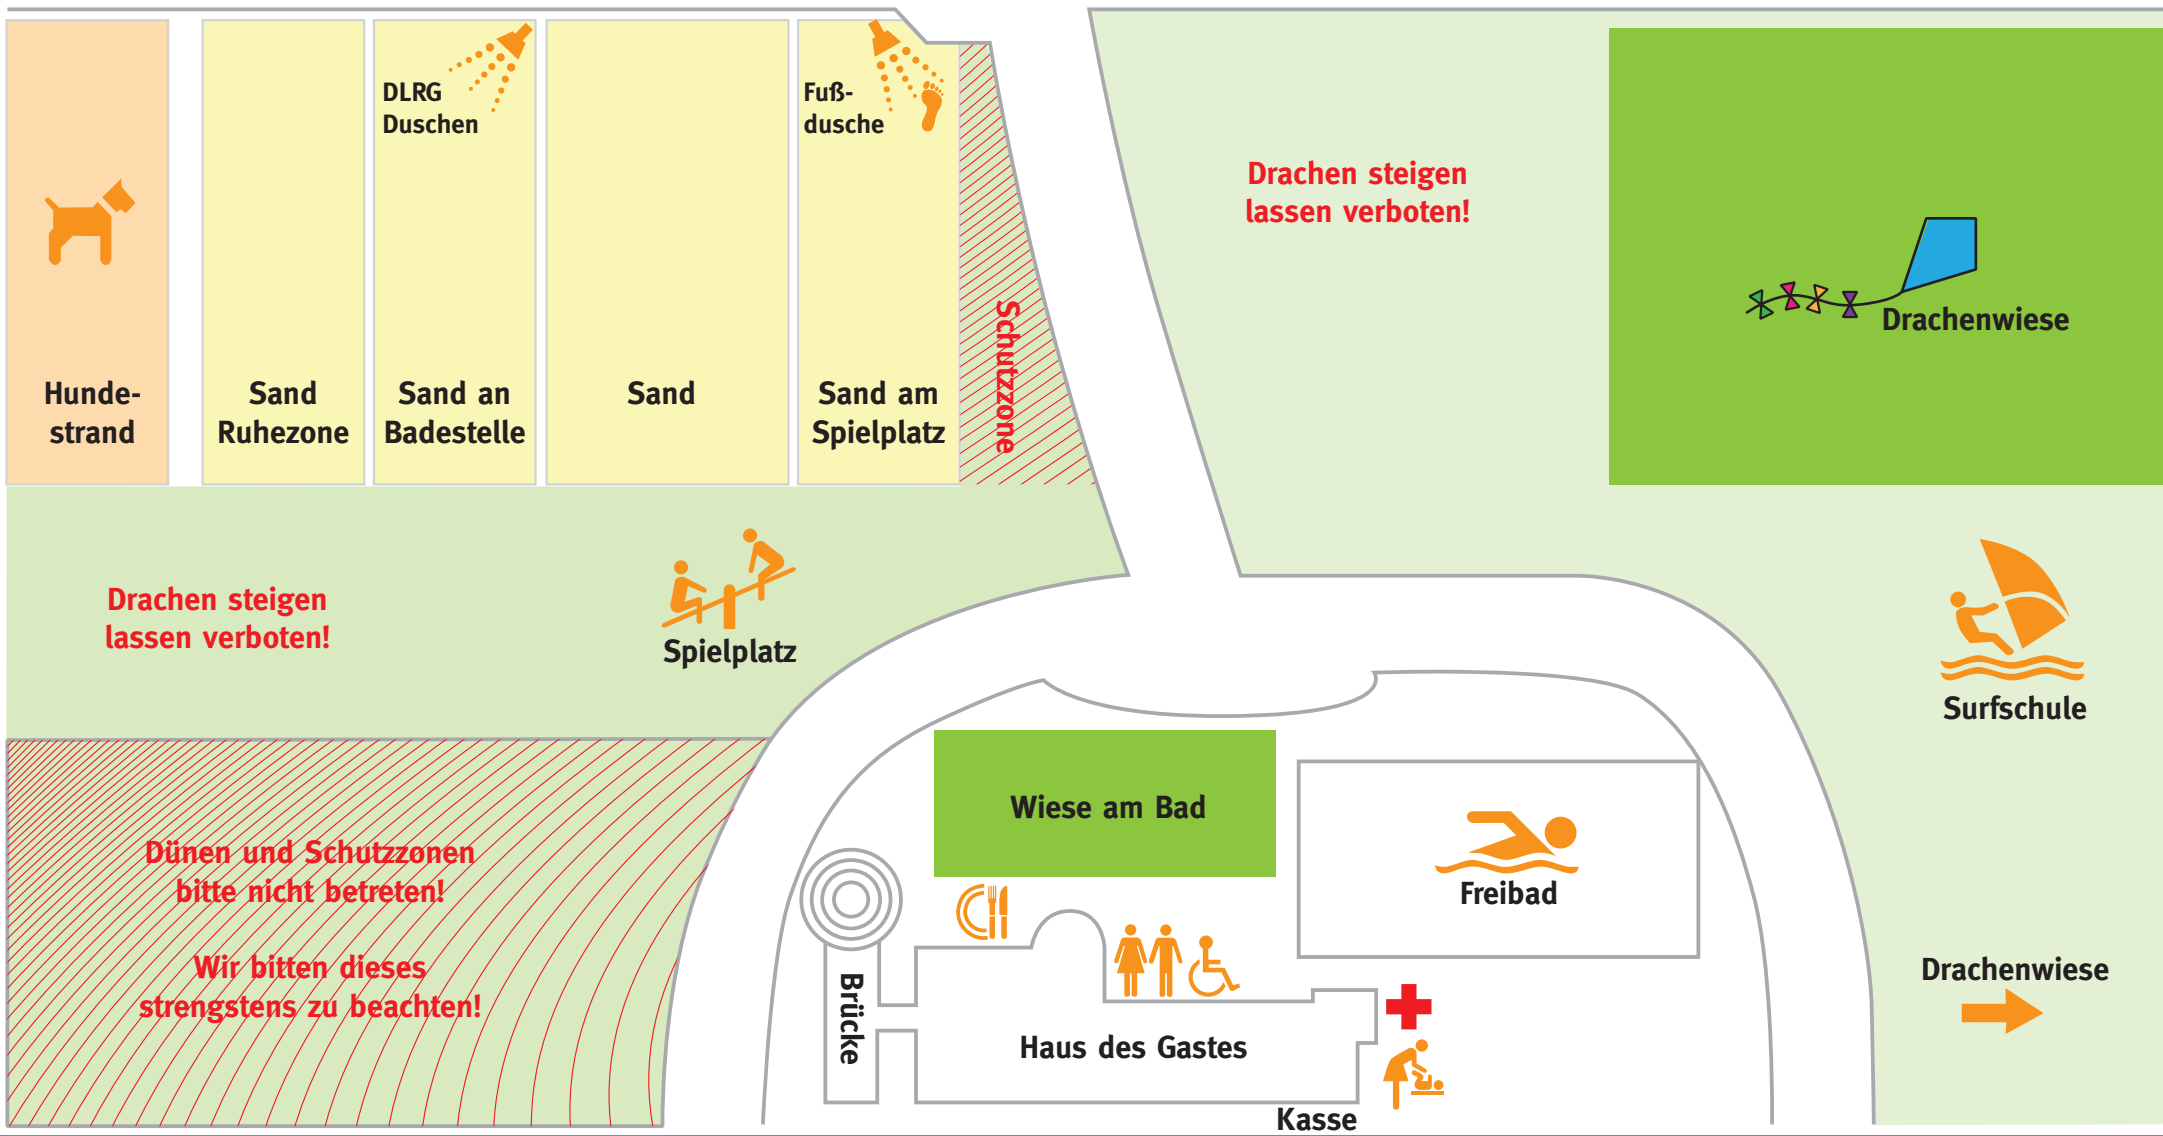 DLRG
Duschen
Fuß-
dusche
Hunde-
strand
Sand
Ruhezone
Sand an
Badestelle
Sand
Sand am
Spielplatz
Schutzzone
Drachen steigen
lassen verboten!
Drachenwiese
Drachen steigen
lassen verboten!
Spielplatz
Surfschule
Dünen und Schutzzonen
bitte nicht betreten!
Wir bitten dieses
strengstens zu beachten!
Wiese am Bad
Freibad
Brücke
Haus des Gastes
Kasse
Drachenwiese